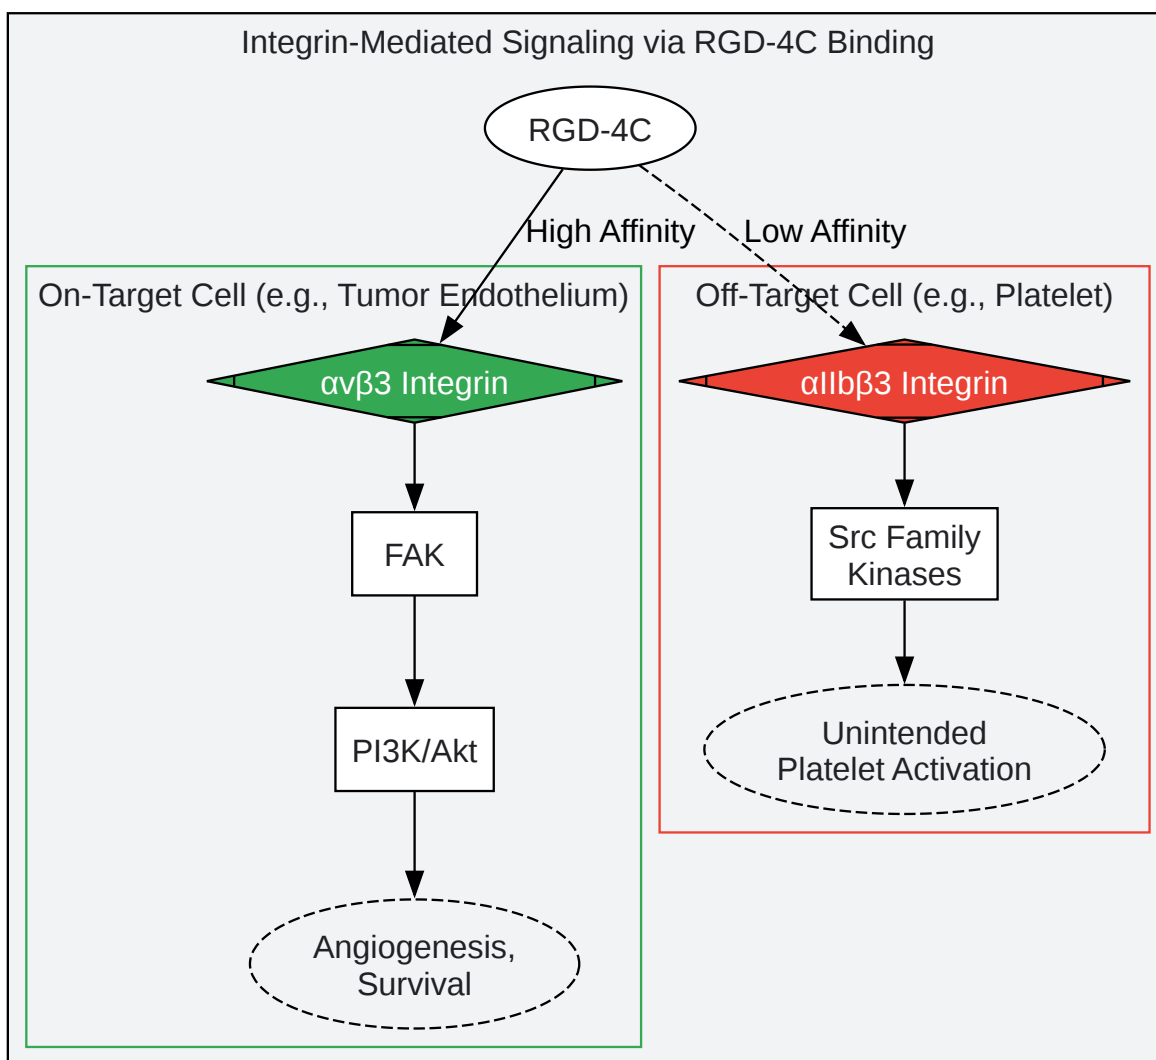 Integrin-Mediated Signaling via RGD-4C Binding
RGD-4C
High Affinity
Low Affinity
On-Target Cell (e.g., Tumor Endothelium)
Off-Target Cell (e.g., Platelet)
αvβ3 Integrin
αIIbβ3 Integrin
FAK
Src Family
Kinases
PI3K/Akt
Unintended
Platelet Activation
Angiogenesis,
Survival